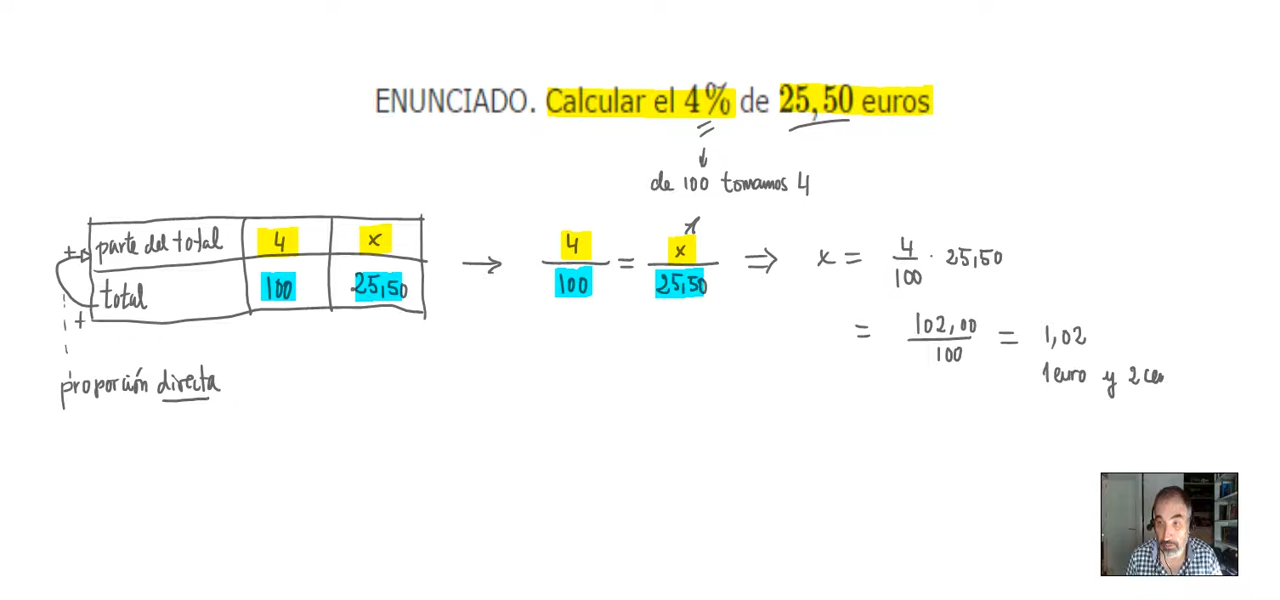 ENUNCIADO. Calcular el 4% de 25,50 euros
de 100 tomamos 4
parte del total 4 x
total 100 25,50
+
+
proporción directa
4/100 = x/25,50 ⇒ x = 4/100 · 25,50
= 102,00/100 = 1,02
1 euro y 2 ce